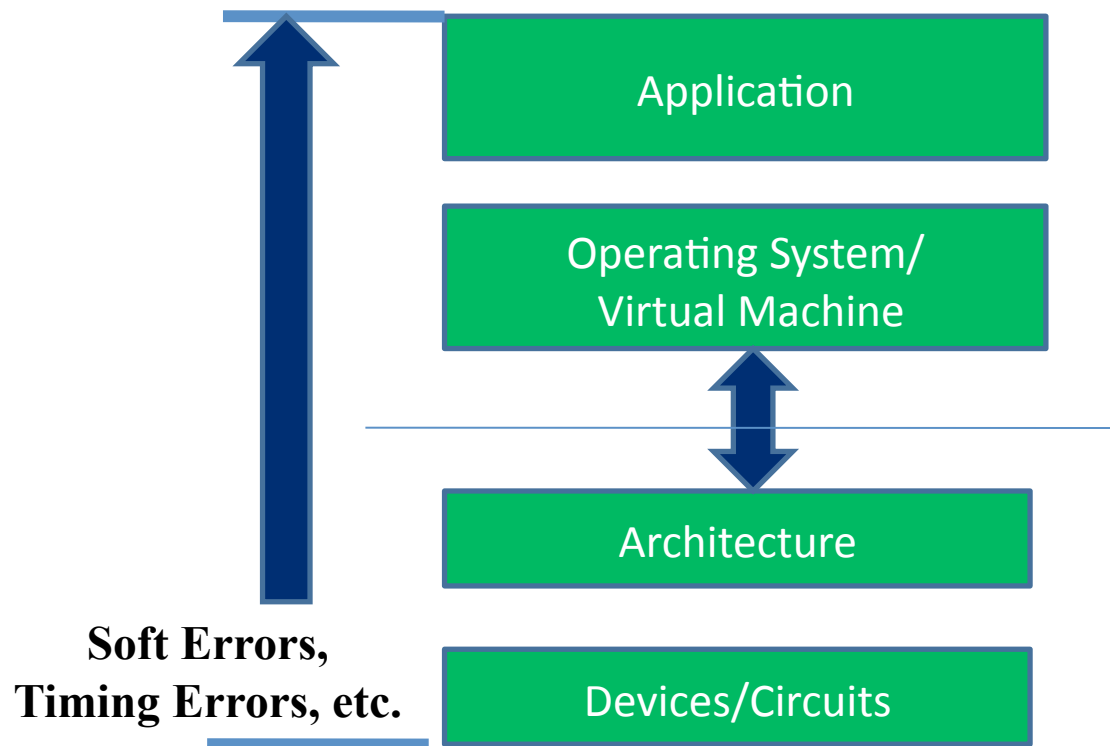 Application
Operating System/
Virtual Machine
Architecture
Soft Errors,
Timing Errors, etc.
Devices/Circuits